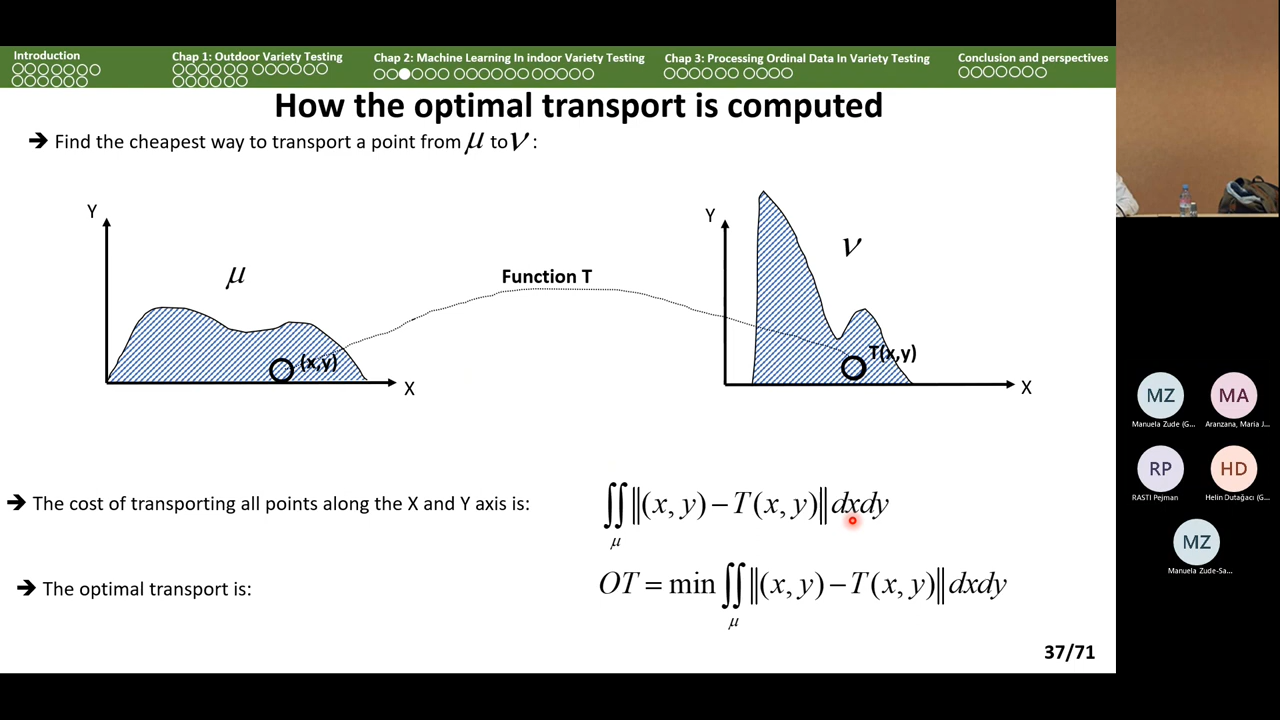 Introduction
Chap 1: Outdoor Variety Testing
Chap 2: Machine Learning In indoor Variety Testing
Chap 3: Processing Ordinal Data In Variety Testing
Conclusion and perspectives
How the optimal transport is computed
➔ Find the cheapest way to transport a point from μ to ν :
Y
μ
(x,y)
X
Function T
Y
ν
T(x,y)
X
➔ The cost of transporting all points along the X and Y axis is: ∬_μ ‖(x, y) − T(x, y)‖ dxdy
➔ The optimal transport is: OT = min ∬_μ ‖(x, y) − T(x, y)‖ dxdy
37/71
MZ
Manuela Zude (G...
MA
Aranzana, Maria J...
RP
RASTI Pejman
HD
Helin Dutağacı (G...
MZ
Manuela Zude-Sa...